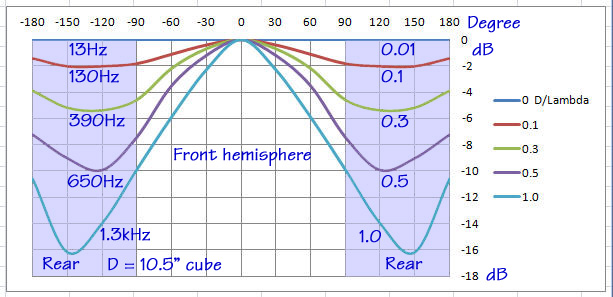 -180 -150 -120 -90 -60 -30 0 30 60 90 120 150 180 Degree
0 dB
13Hz 0.01
-2
130Hz 0.1
-4
0 D/Lambda
390Hz 0.3
-6
0.1
-8
0.3
Front hemisphere
-10
0.5
650Hz 0.5
-12
1.0
-14
1.3kHz 1.0
-16
Rear D = 10.5" cube Rear
-18 dB